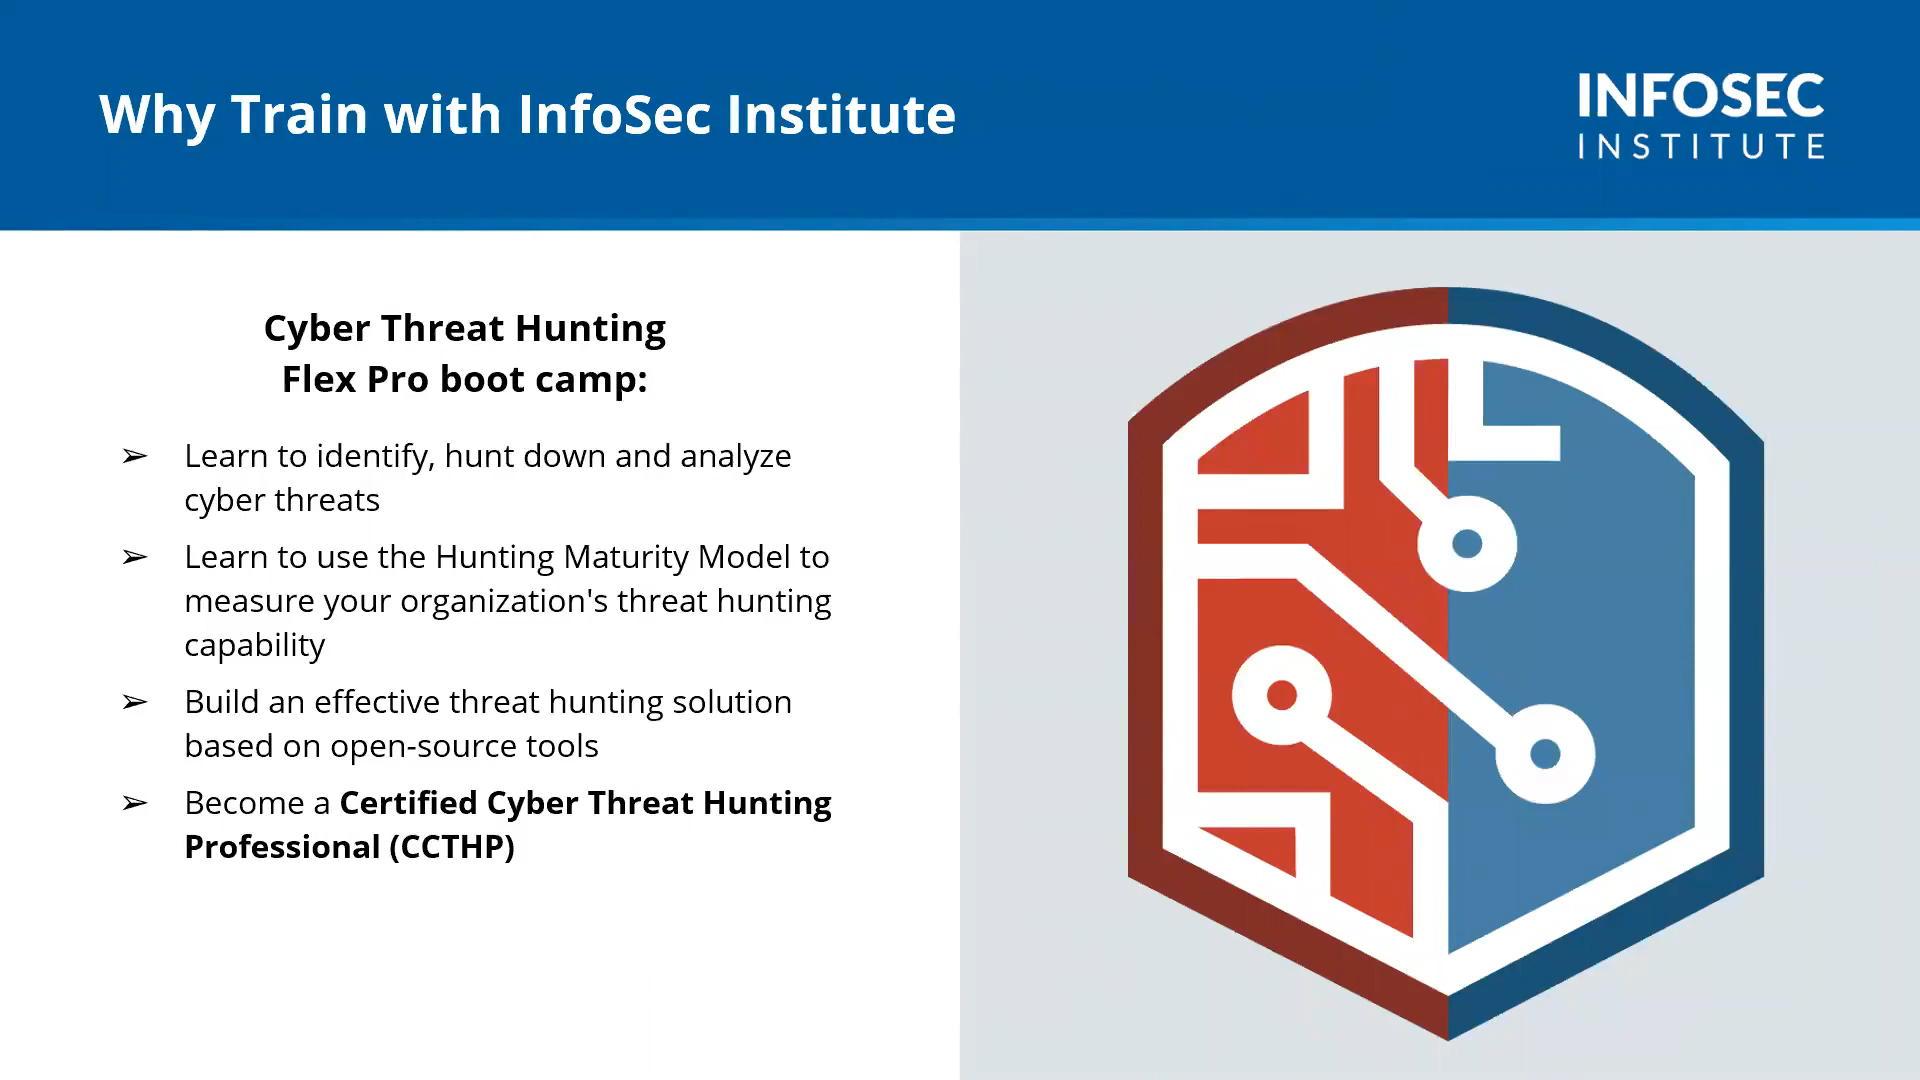 Why Train with InfoSec Institute
INFOSEC
INSTITUTE
Cyber Threat Hunting
Flex Pro boot camp:
➢ Learn to identify, hunt down and analyze
cyber threats
➢ Learn to use the Hunting Maturity Model to
measure your organization's threat hunting
capability
➢ Build an effective threat hunting solution
based on open-source tools
➢ Become a Certified Cyber Threat Hunting
Professional (CCTHP)